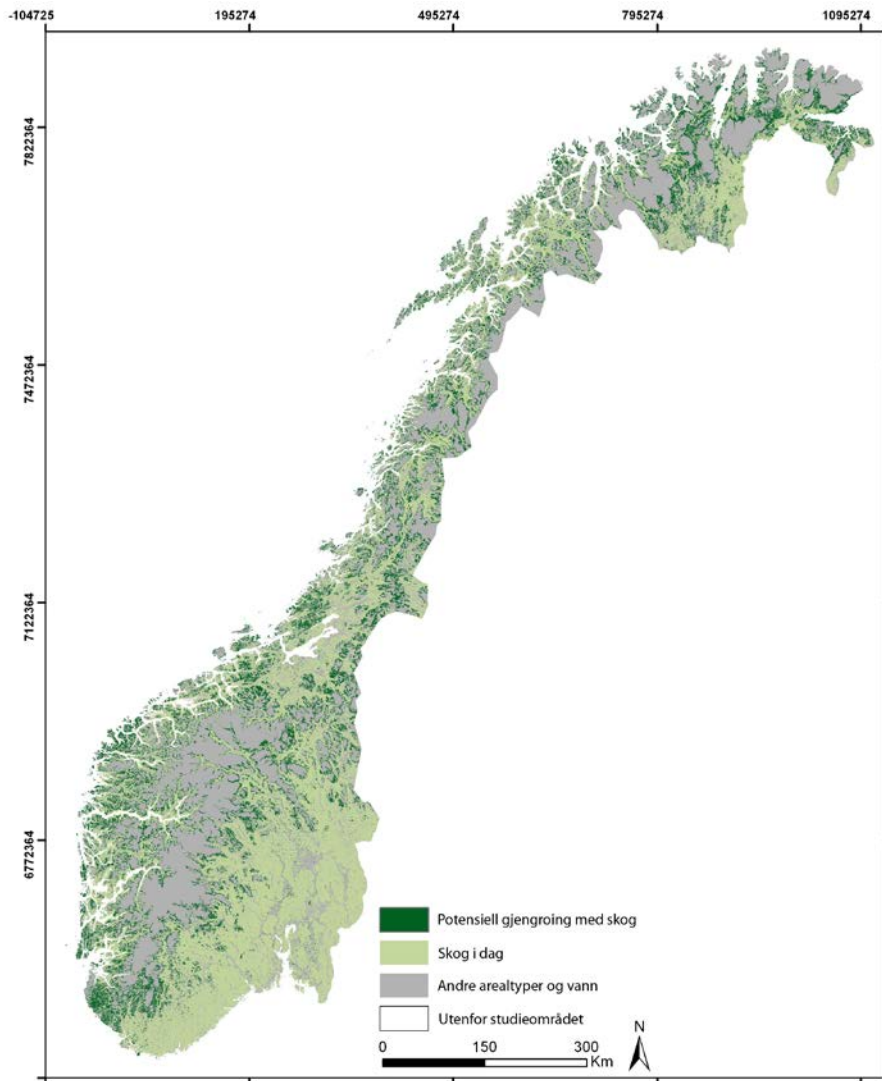 -104725 195274 495274 795274 1095274
7822364
7472364
7122364
6772364
Potensiell gjengroing med skog
Skog i dag
Andre arealtyper og vann
Utenfor studieområdet
N
0 150 300
Km